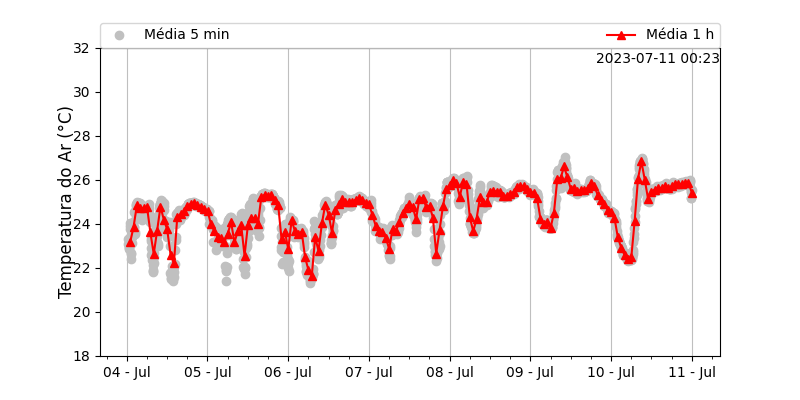 Média 5 min
Média 1 h
2023-07-11 00:23
Temperatura do Ar (°C)
32
30
28
26
24
22
20
18
04 - Jul
05 - Jul
06 - Jul
07 - Jul
08 - Jul
09 - Jul
10 - Jul
11 - Jul